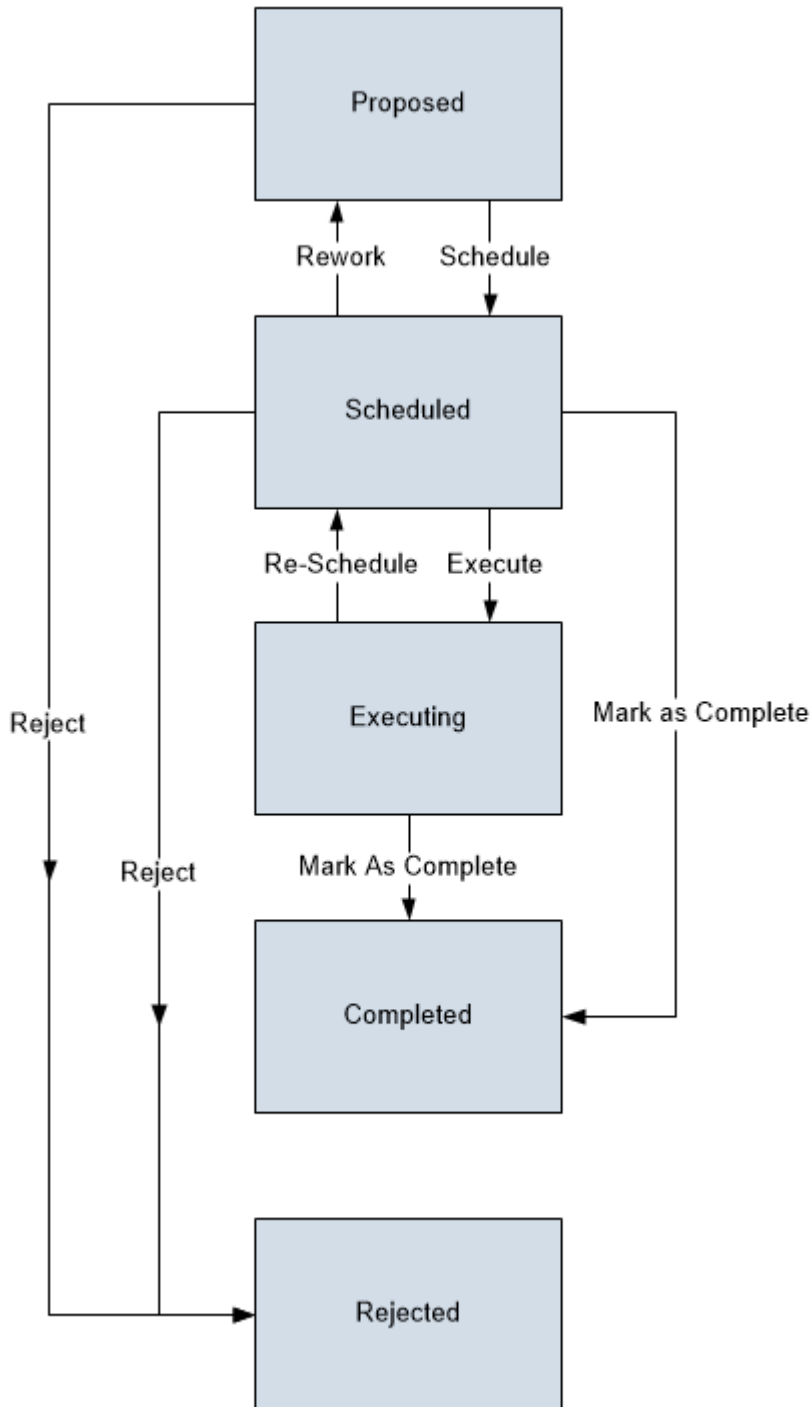 Proposed
Rework
Schedule
Scheduled
Re-Schedule
Execute
Executing
Reject
Mark as Complete
Mark As Complete
Reject
Completed
Rejected